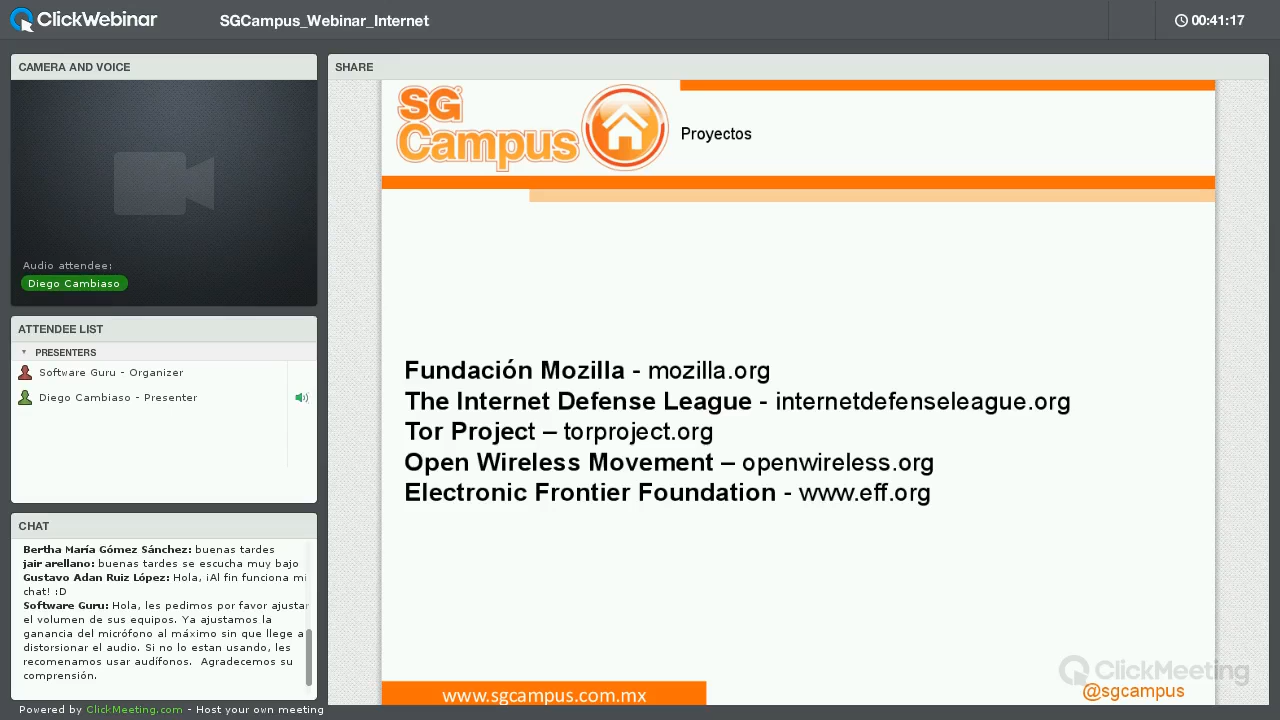 ClickWebinar
SGCampus_Webinar_Internet
00:41:17
CAMERA AND VOICE
Audio attendee:
Diego Cambiaso
ATTENDEE LIST
PRESENTERS
Software Guru - Organizer
Diego Cambiaso - Presenter
CHAT
Bertha María Gómez Sánchez: buenas tardes
jair arellano: buenas tardes se escucha muy bajo
Gustavo Adan Ruiz López: Hola, ¡Al fin funciona mi
chat! :D
Software Guru: Hola, les pedimos por favor ajustar
el volumen de sus equipos. Ya ajustamos la
ganancia del micrófono al máximo sin que llege a
distorsionar el audio. Si no lo estan usando, les
recomendamos usar audífonos. Agradecemos su
comprensión.
Powered by ClickMeeting.com - Host your own meeting
SHARE
SG
Campus
Proyectos
Fundación Mozilla - mozilla.org
The Internet Defense League - internetdefenseleague.org
Tor Project – torproject.org
Open Wireless Movement – openwireless.org
Electronic Frontier Foundation - www.eff.org
ClickMeeting
www.sgcampus.com.mx
@sgcampus